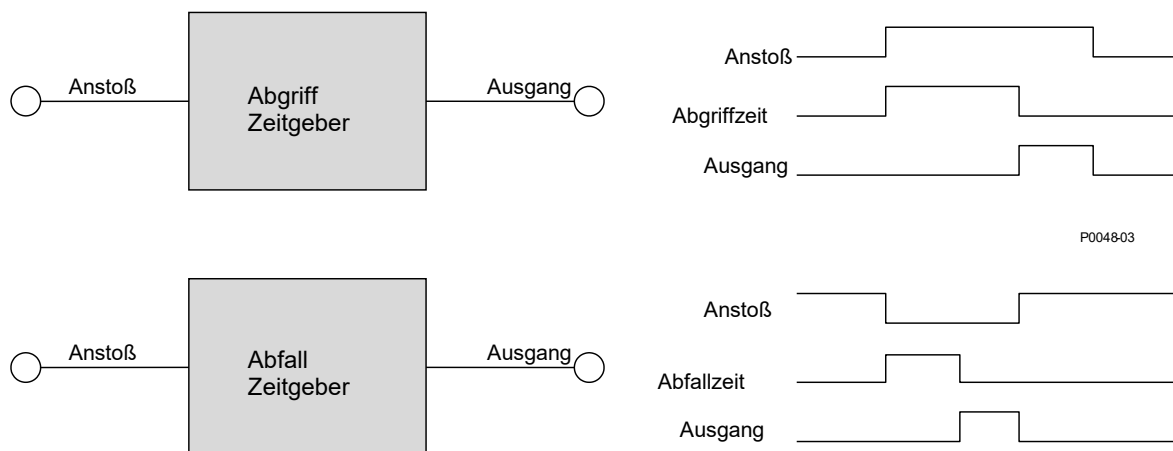 Anstoß
Abgriff
Zeitgeber
Ausgang
Anstoß
Abgriffzeit
Ausgang
P0048-03
Anstoß
Abfall
Zeitgeber
Ausgang
Anstoß
Abfallzeit
Ausgang